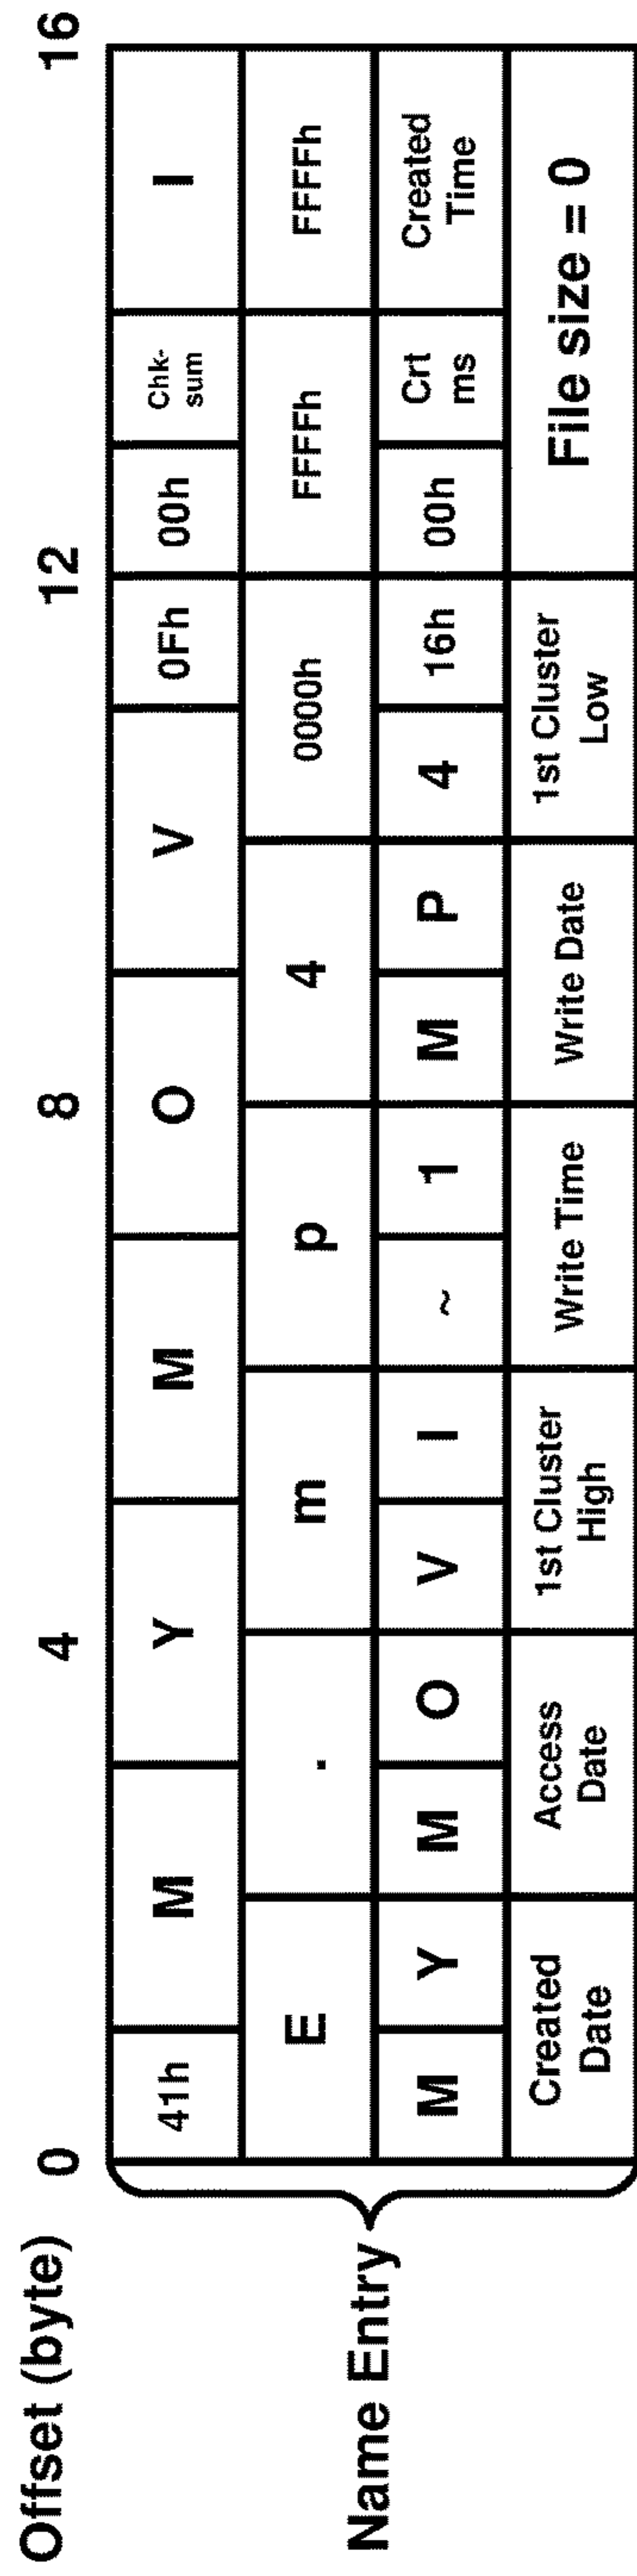 Offset (byte) 0 4 8 12 16
Name Entry
41h M Y M O V 0Fh 00h Chk-
sum I
E . m p 4 0000h FFFFh FFFFh
M Y M O V I ~ 1 M P 4 16h 00h Crt
ms Created
Time
Created
Date Access
Date 1st Cluster
High Write Time Write Date 1st Cluster
Low File size = 0